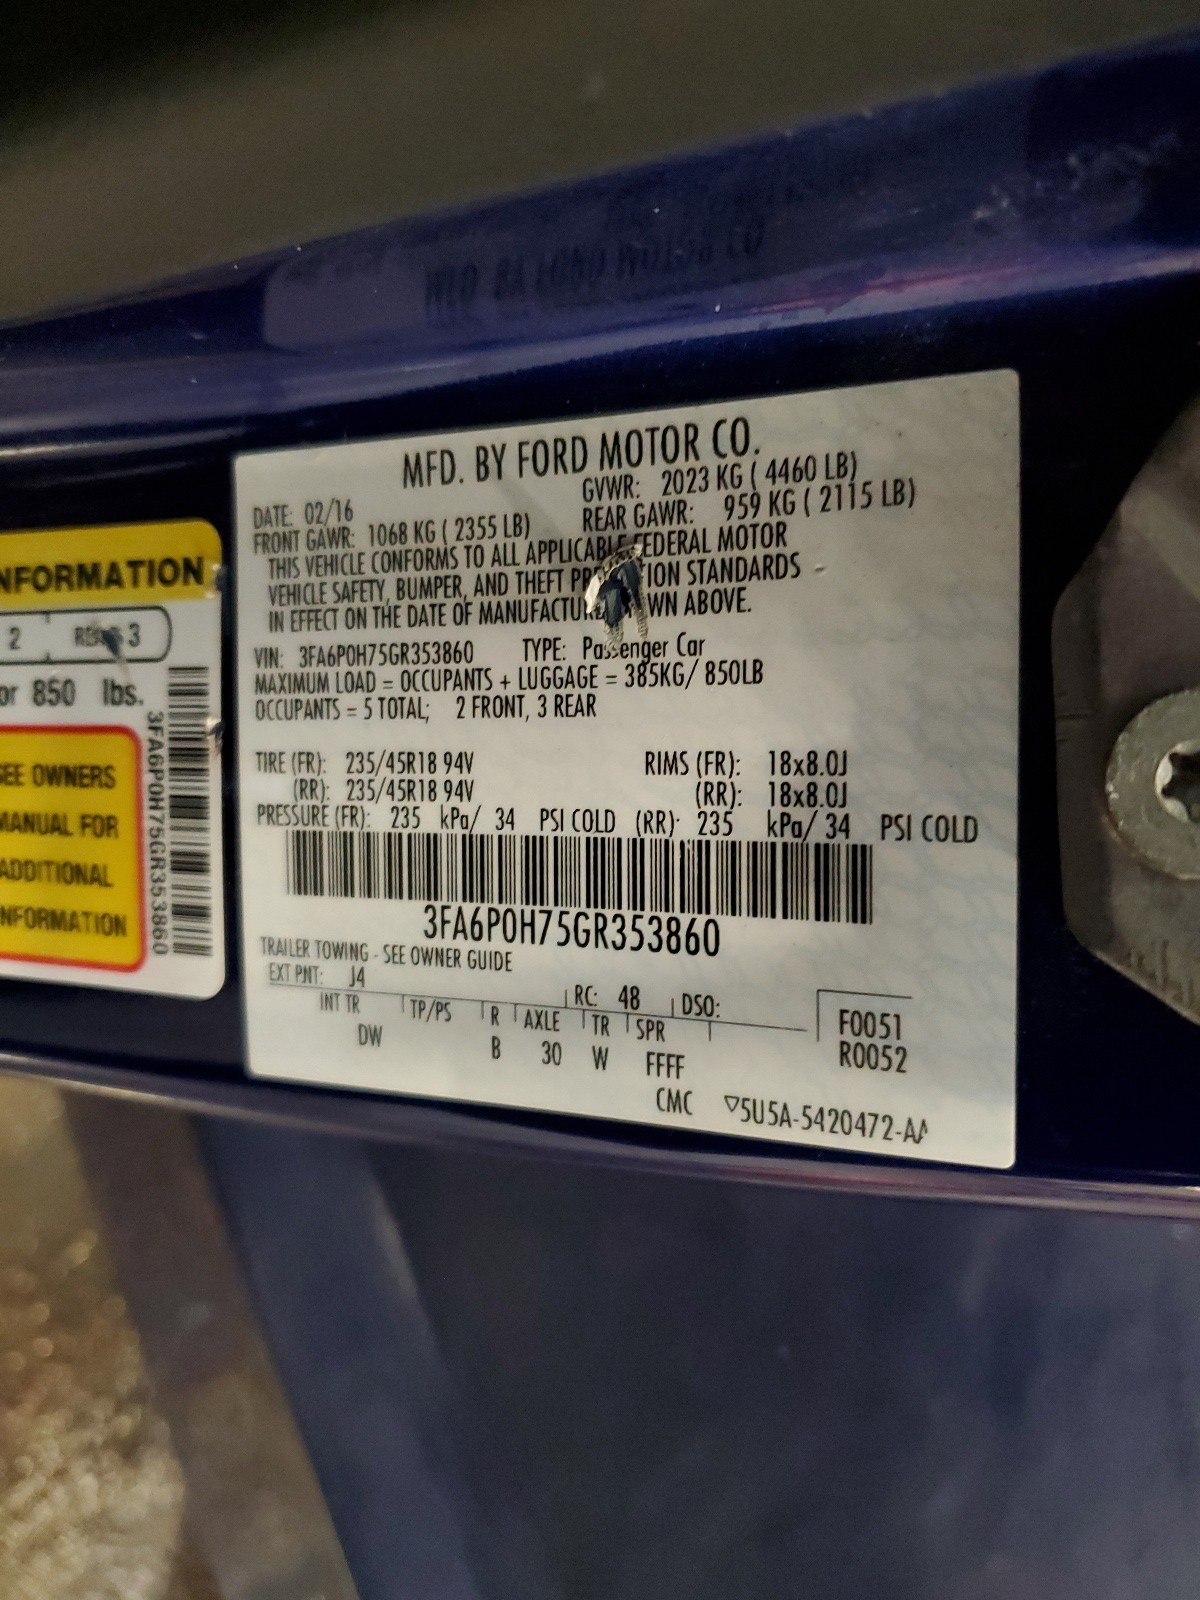 MFD. BY FORD MOTOR CO.
DATE: 02/16 GVWR: 2023 KG ( 4460 LB)
FRONT GAWR: 1068 KG ( 2355 LB) REAR GAWR: 959 KG ( 2115 LB)
THIS VEHICLE CONFORMS TO ALL APPLICABLE FEDERAL MOTOR
VEHICLE SAFETY, BUMPER, AND THEFT STANDARDS
IN EFFECT ON THE DATE OF ABOVE.
VIN: 3FA6P0H75GR353860 TYPE: Passenger Car
MAXIMUM LOAD = OCCUPANTS + LUGGAGE = 385KG/ 850LB
OCCUPANTS = 5 TOTAL; 2 FRONT, 3 REAR
TIRE (FR): 235/45R18 94V RIMS (FR): 18x8.0J
(RR): 235/45R18 94V (RR): 18x8.0J
PRESSURE (FR): 235 kPa/ 34 PSI COLD (RR): 235 kPa/ 34 PSI COLD
3FA6P0H75GR353860
TRAILER TOWING - SEE OWNER GUIDE
EXT PNT: J4 RC: 48 DSO:
INT TR TP/PS R AXLE TR SPR
DW B 30 W FFFF
F0051
R0052
CMC ▽5U5A-5420472-AA
NFORMATION
2 3
or 850 lbs.
SEE OWNERS
MANUAL FOR
ADDITIONAL
NFORMATION
3FA6P0H75GR353860